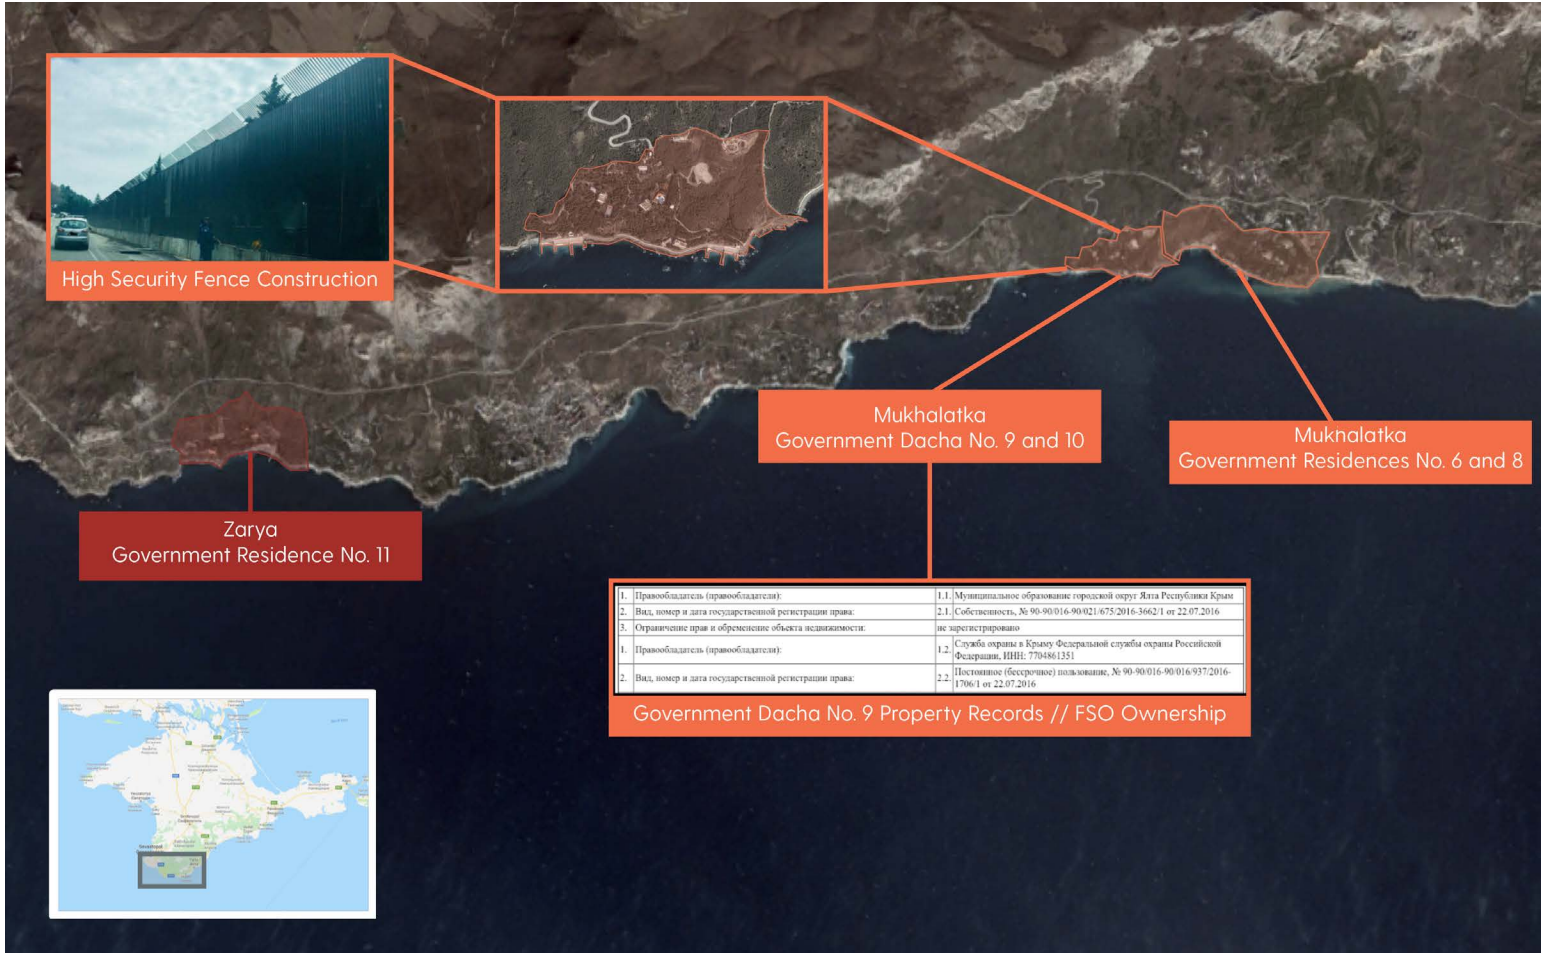 High Security Fence Construction
Mukhalatka
Government Dacha No. 9 and 10
Mukhalatka
Government Residences No. 6 and 8
Zarya
Government Residence No. 11
1. Правообладатель (правообладатели): 1.1. Муниципальное образование городской округ Ялта Республики Крым
2. Вид, номер и дата государственной регистрации права: 2.1. Собственность, № 90-90/016-90/021/675/2016-3662/1 от 22.07.2016
3. Ограничение прав и обременение объекта недвижимости: не зарегистрировано
1. Правообладатель (правообладатели): 1.2. Служба охраны в Крыму Федеральной службы охраны Российской
Федерации, ИНН: 7704861351
2. Вид, номер и дата государственной регистрации права: 2.2. Постоянное (бессрочное) пользование, № 90-90/016-90/016/937/2016-
1706/1 от 22.07.2016
Government Dacha No. 9 Property Records // FSO Ownership